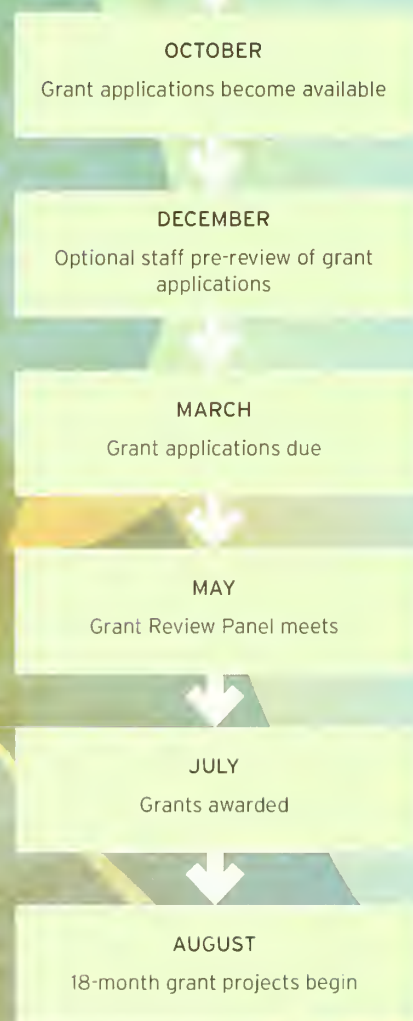 OCTOBER
Grant applications become available
DECEMBER
Optional staff pre-review of grant
applications
MARCH
Grant applications due
MAY
Grant Review Panel meets
JULY
Grants awarded
AUGUST
18-month grant projects begin